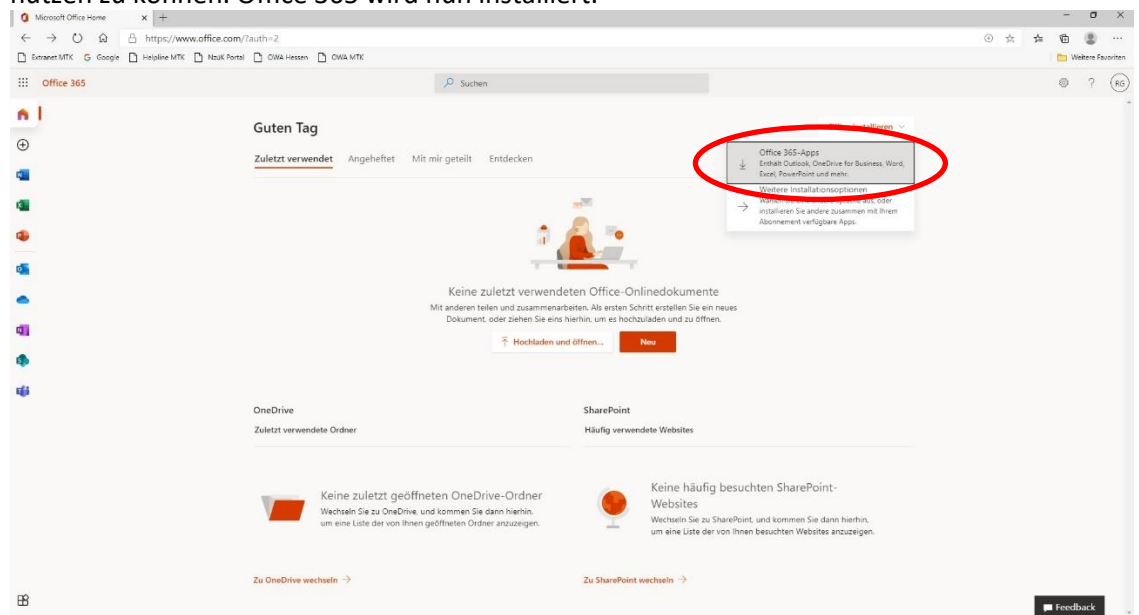 nutzen zu können. Office 365 wird nun installiert.
Microsoft Office Home
https://www.office.com/?auth=2
Extranet MTK Google Helpline MTK NzuK Portal OWA Hessen OWA MTK Weitere Favoriten
Office 365 Suchen RG
Guten Tag
Zuletzt verwendet Angeheftet Mit mir geteilt Entdecken
Office 365-Apps
Enthält Outlook, OneDrive for Business, Word,
Excel, PowerPoint und mehr.
Weitere Installationsoptionen
Sprache aus, oder
installieren Sie andere zusammen mit Ihrem
Abonnement verfügbare Apps.
Keine zuletzt verwendeten Office-Onlinedokumente
Mit anderen teilen und zusammenarbeiten. Als ersten Schritt erstellen Sie ein neues
Dokument, oder ziehen Sie eins hierhin, um es hochzuladen und zu öffnen.
Hochladen und öffnen... Neu
OneDrive
Zuletzt verwendete Ordner
Keine zuletzt geöffneten OneDrive-Ordner
Wechseln Sie zu OneDrive, und kommen Sie dann hierhin,
um eine Liste der von Ihnen geöffneten Ordner anzuzeigen.
Zu OneDrive wechseln
SharePoint
Häufig verwendete Websites
Keine häufig besuchten SharePoint-
Websites
Wechseln Sie zu SharePoint, und kommen Sie dann hierhin,
um eine Liste der von Ihnen besuchten Websites anzuzeigen.
Zu SharePoint wechseln
Feedback